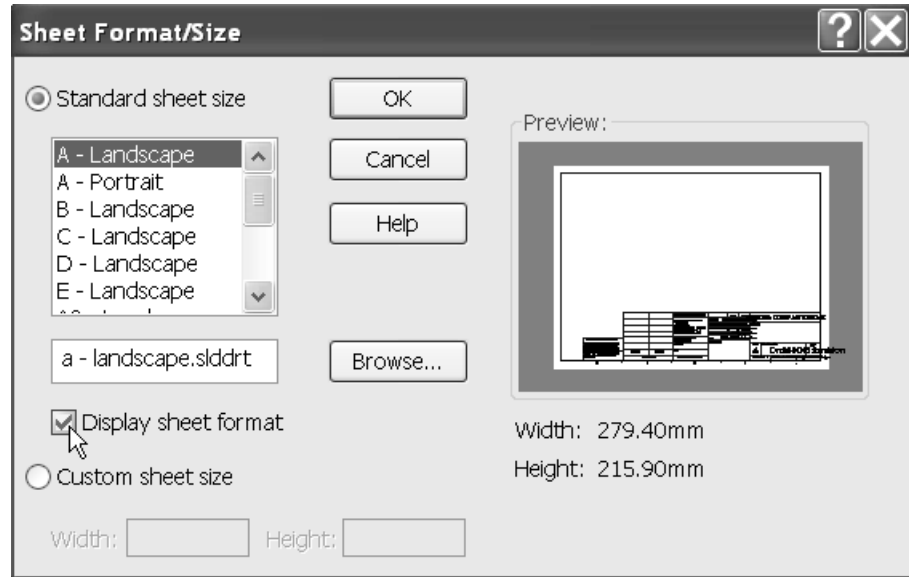 Sheet Format/Size
Standard sheet size
OK
Preview:
A - Landscape
Cancel
A - Portrait
B - Landscape
Help
C - Landscape
D - Landscape
E - Landscape
a - landscape.slddrt
Browse...
Display sheet format
Width: 279.40mm
Custom sheet size
Height: 215.90mm
Width:
Height: